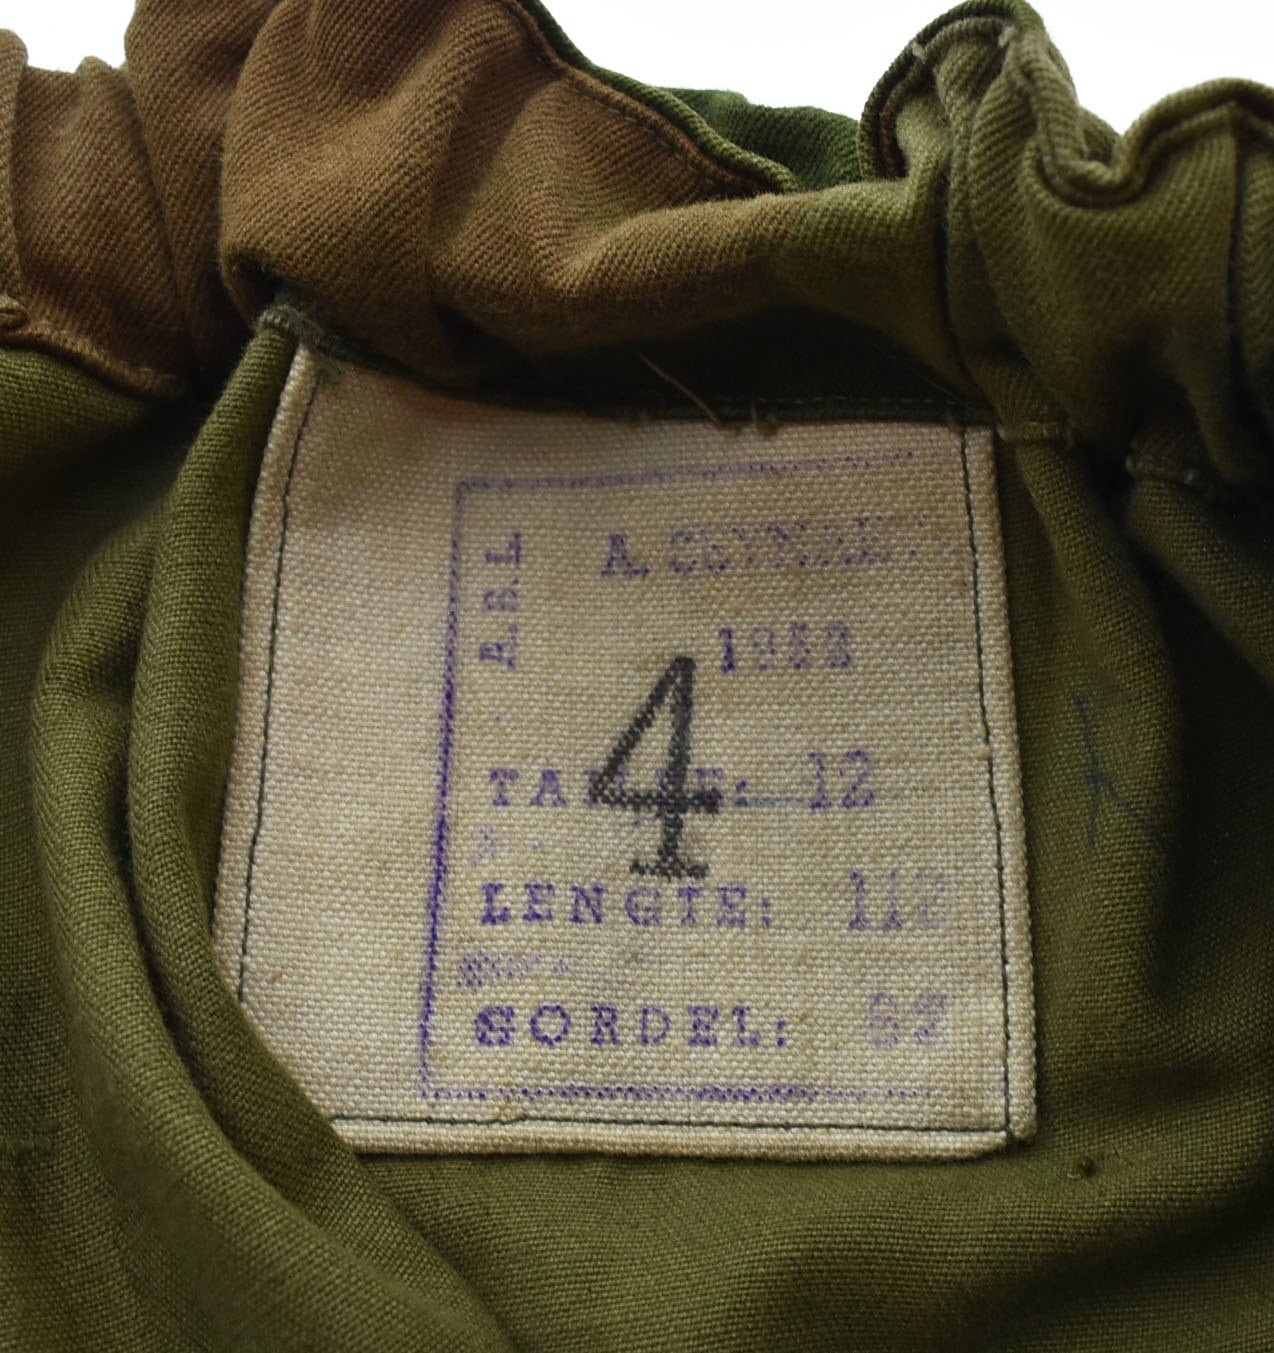 A.B.L
A.
1952
4
TAILLE: 12
LENGTE: 112
GORDEL: